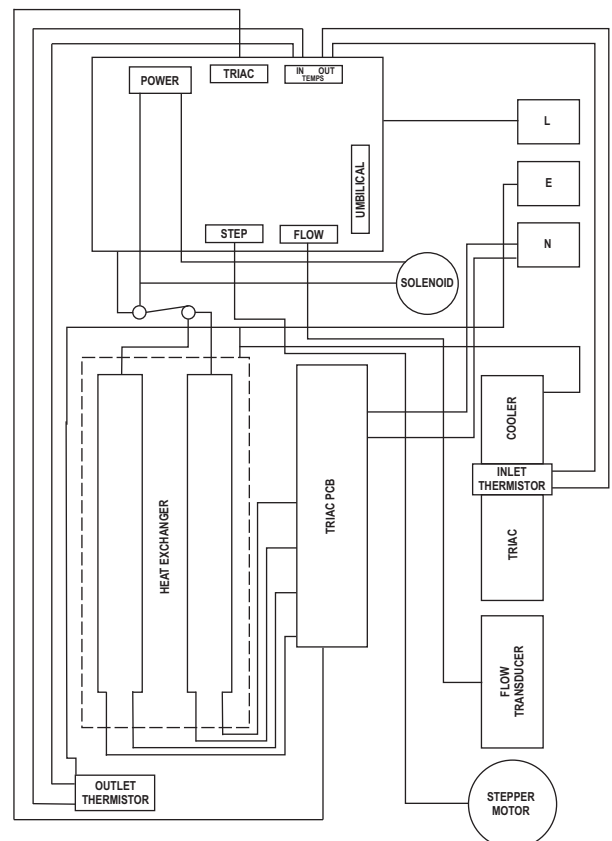 POWER
TRIAC
IN OUT
TEMPS
L
UMBILICAL
E
STEP
FLOW
N
SOLENOID
HEAT EXCHANGER
TRIAC PCB
COOLER
INLET
THERMISTOR
TRIAC
FLOW
TRANSDUCER
OUTLET
THERMISTOR
STEPPER
MOTOR